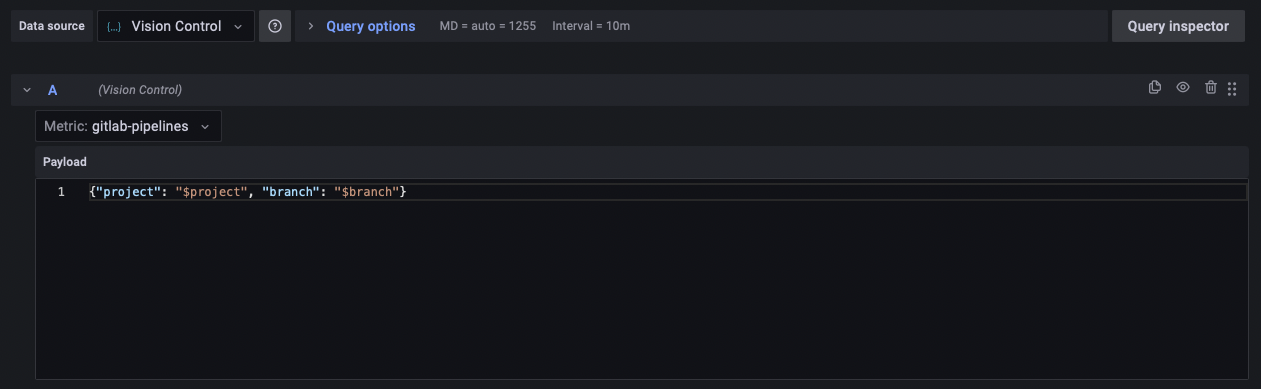 Data source {...} Vision Control Query options MD = auto = 1255 Interval = 10m Query inspector
A (Vision Control)
Metric: gitlab-pipelines
Payload
1 {"project": "$project", "branch": "$branch"}